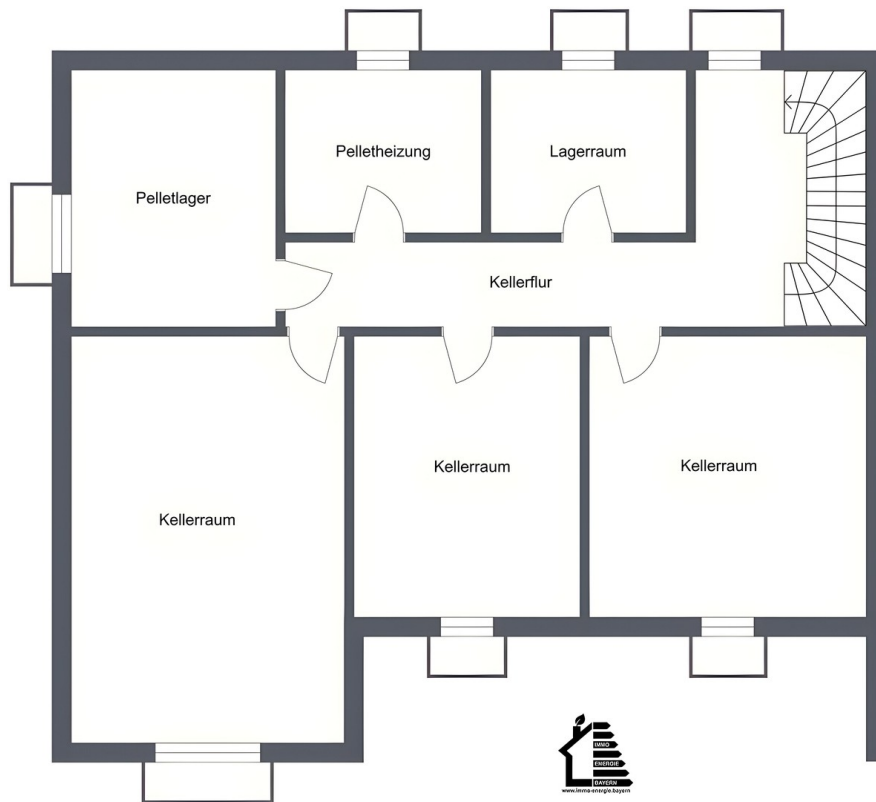 Pelletheizung
Lagerraum
Pelletlager
Kellerflur
Kellerraum
Kellerraum
Kellerraum
IMMO
ENERGIE
BAYERN
www.immo-energie.bayern